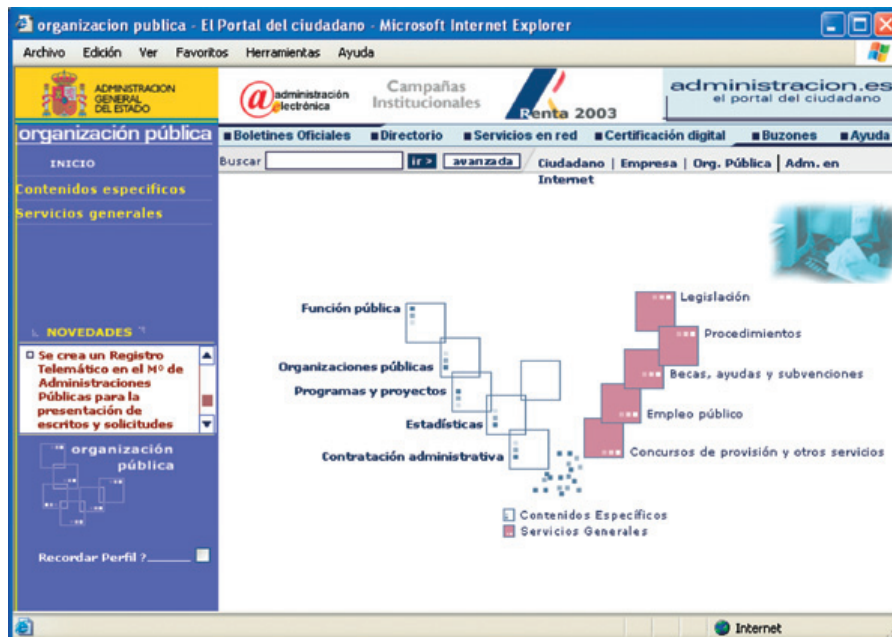 organizacion publica - El Portal del ciudadano - Microsoft Internet Explorer
Archivo Edición Ver Favoritos Herramientas Ayuda
ADMINISTRACION
GENERAL
DEL ESTADO
@administración
electrónica
Campañas
Institucionales
Renta 2003
administracion.es
el portal del ciudadano
organización pública
Boletines Oficiales Directorio Servicios en red Certificación digital Buzones Ayuda
Buscar ir > avanzada Ciudadano | Empresa | Org. Pública | Adm. en
Internet
INICIO
Contenidos especificos
Servicios generales
NOVEDADES
Se crea un Registro
Telemático en el Mº de
Administraciones
Públicas para la
presentación de
escritos y solicitudes
organización
pública
Recordar Perfil ?
Función pública
Organizaciones públicas
Programas y proyectos
Estadísticas
Contratación administrativa
Legislación
Procedimientos
Becas, ayudas y subvenciones
Empleo público
Concursos de provisión y otros servicios
Contenidos Específicos
Servicios Generales
Internet